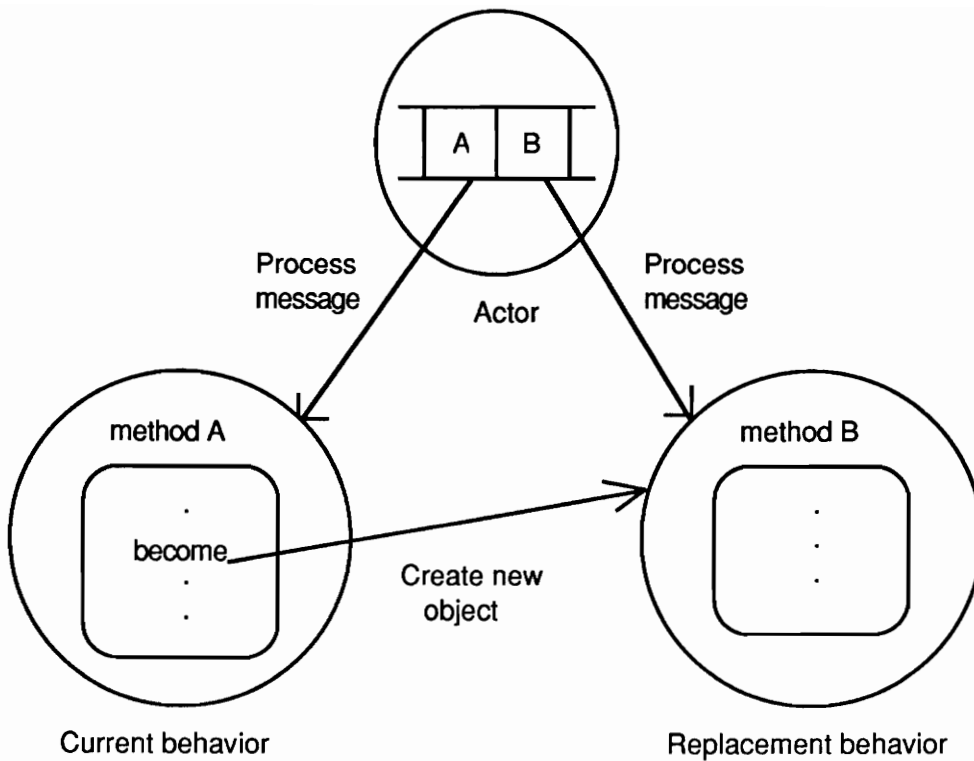 A B
Process
message
Process
message
Actor
method A
method B
become
Create new
object
Current behavior
Replacement behavior